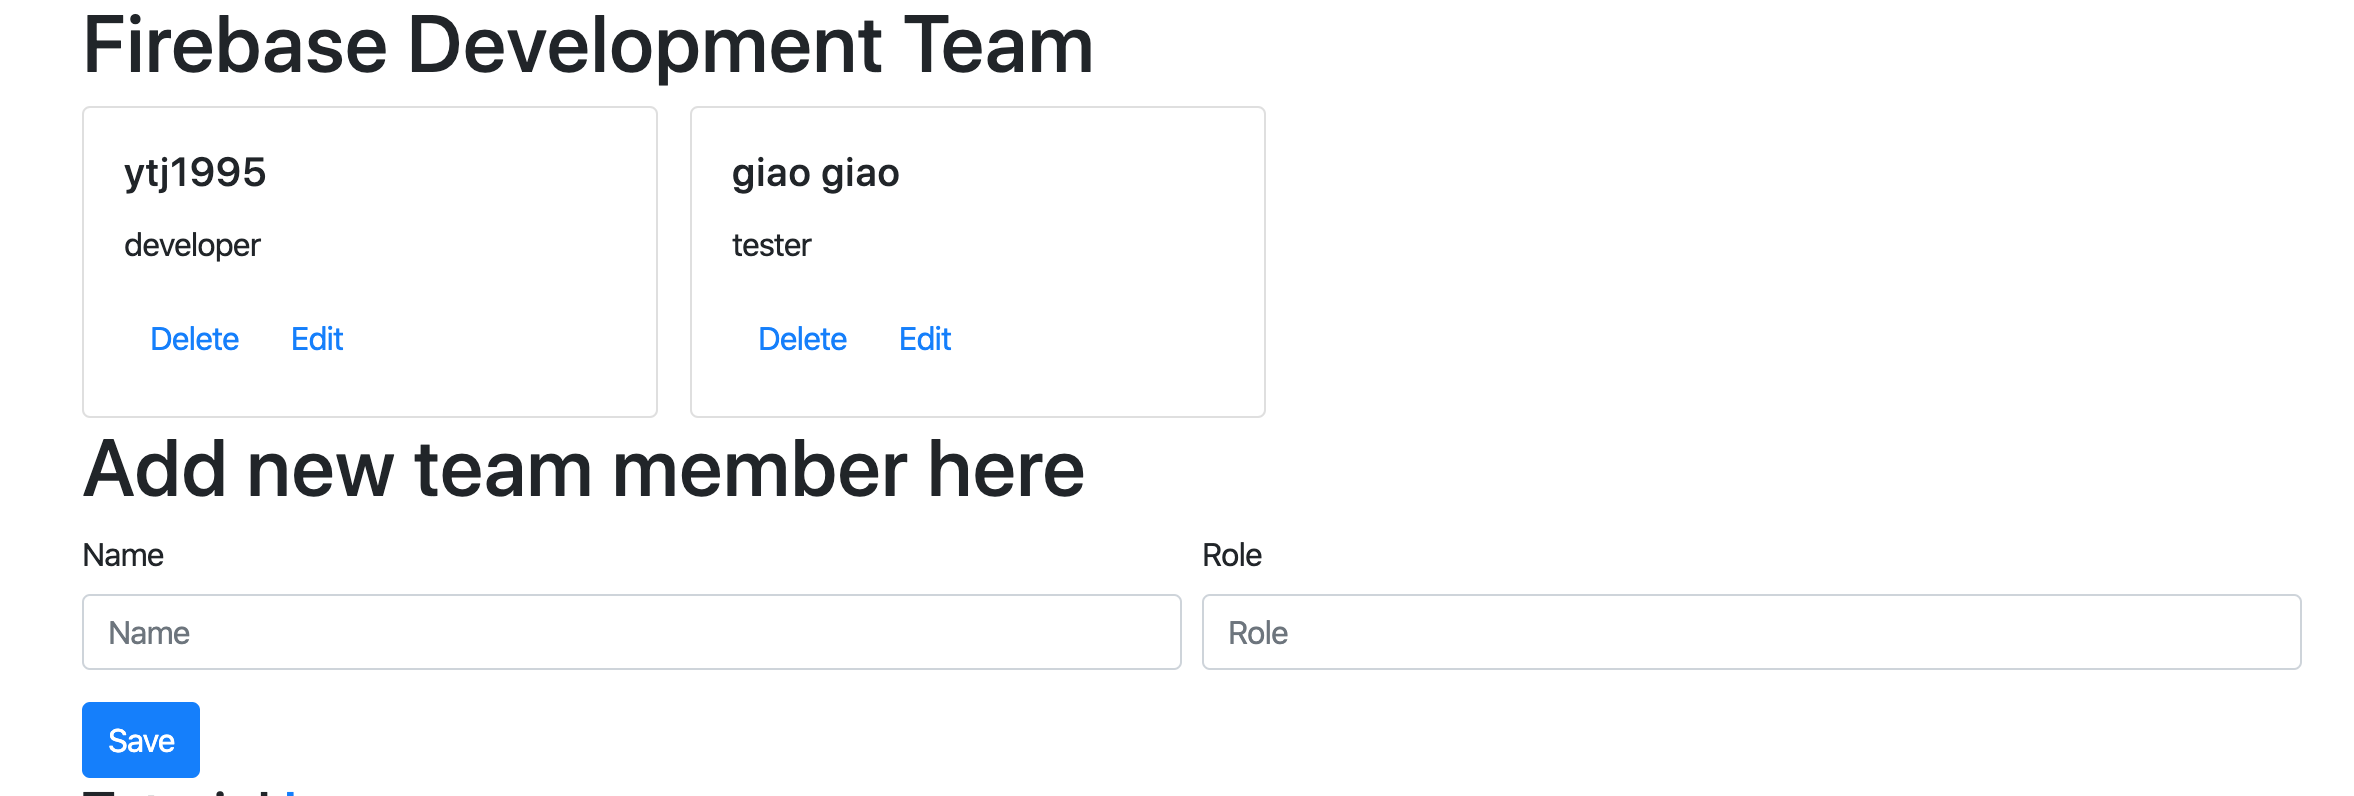 Firebase Development Team
ytj1995
developer
Delete Edit
giao giao
tester
Delete Edit
Add new team member here
Name
Role
Name
Role
Save